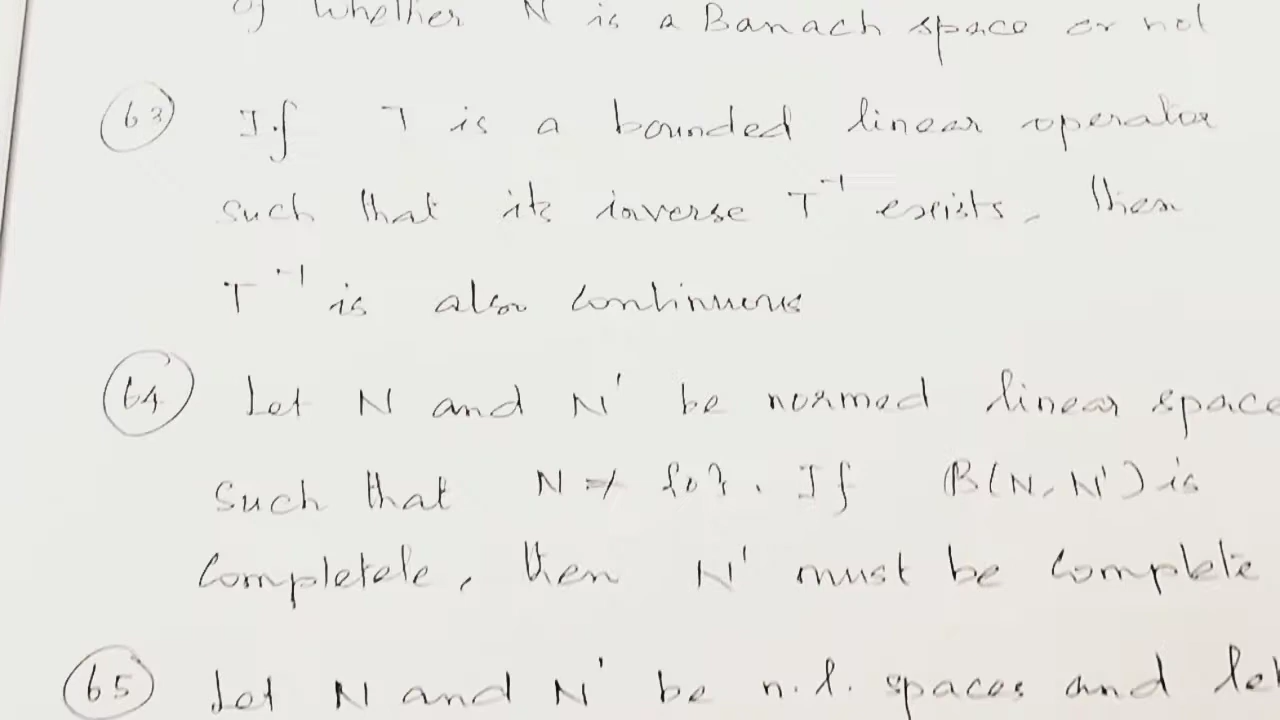 of whether N is a Banach space or not
63 If T is a bounded linear operator
such that its inverse T⁻¹ exists, then
T⁻¹ is also continuous
64 Let N and N' be normed linear space
such that N ≠ {0}. If B(N, N') is
complete, then N' must be complete
65 Let N and N' be n.l. spaces and let